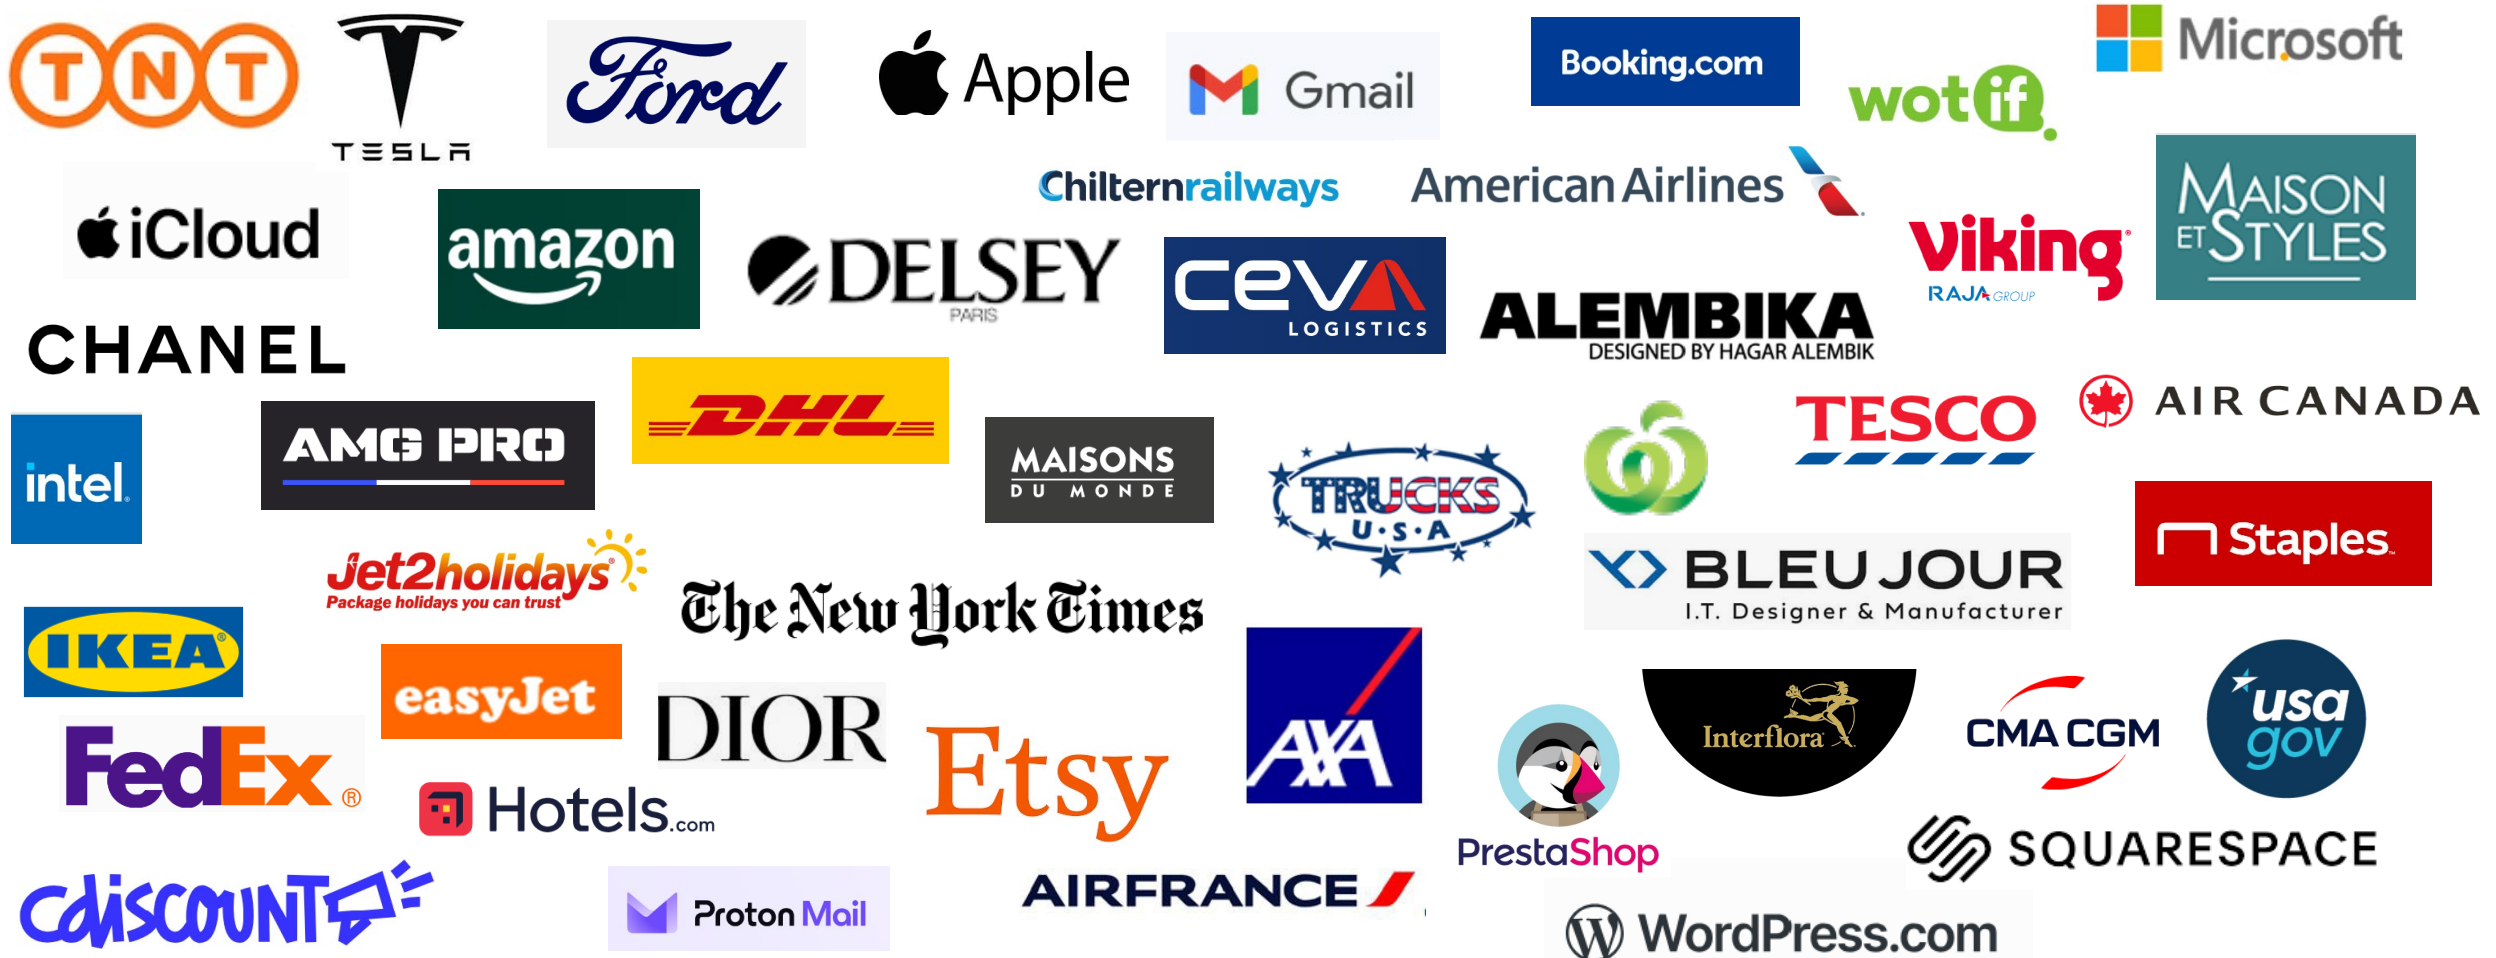 TNT
TESLA
Ford
Apple
Gmail
Booking.com
wotif
Microsoft
iCloud
amazon
Chilternrailways
American Airlines
MAISON
ET STYLES
DELSEY
PARIS
CEVA
LOGISTICS
Viking
RAJA GROUP
CHANEL
ALEMBIKA
DESIGNED BY HAGAR ALEMBIK
intel
AMG PRO
DHL
MAISONS
DU MONDE
TRUCKS
U.S.A
TESCO
AIR CANADA
Jet2holidays
Package holidays you can trust
BLEU JOUR
I.T. Designer & Manufacturer
Staples
IKEA
The New York Times
easyJet
DIOR
AXA
Interflora
CMA CGM
usa
gov
FedEx
Hotels.com
Etsy
PrestaShop
SQUARESPACE
cdiscount
Proton Mail
AIRFRANCE
WordPress.com